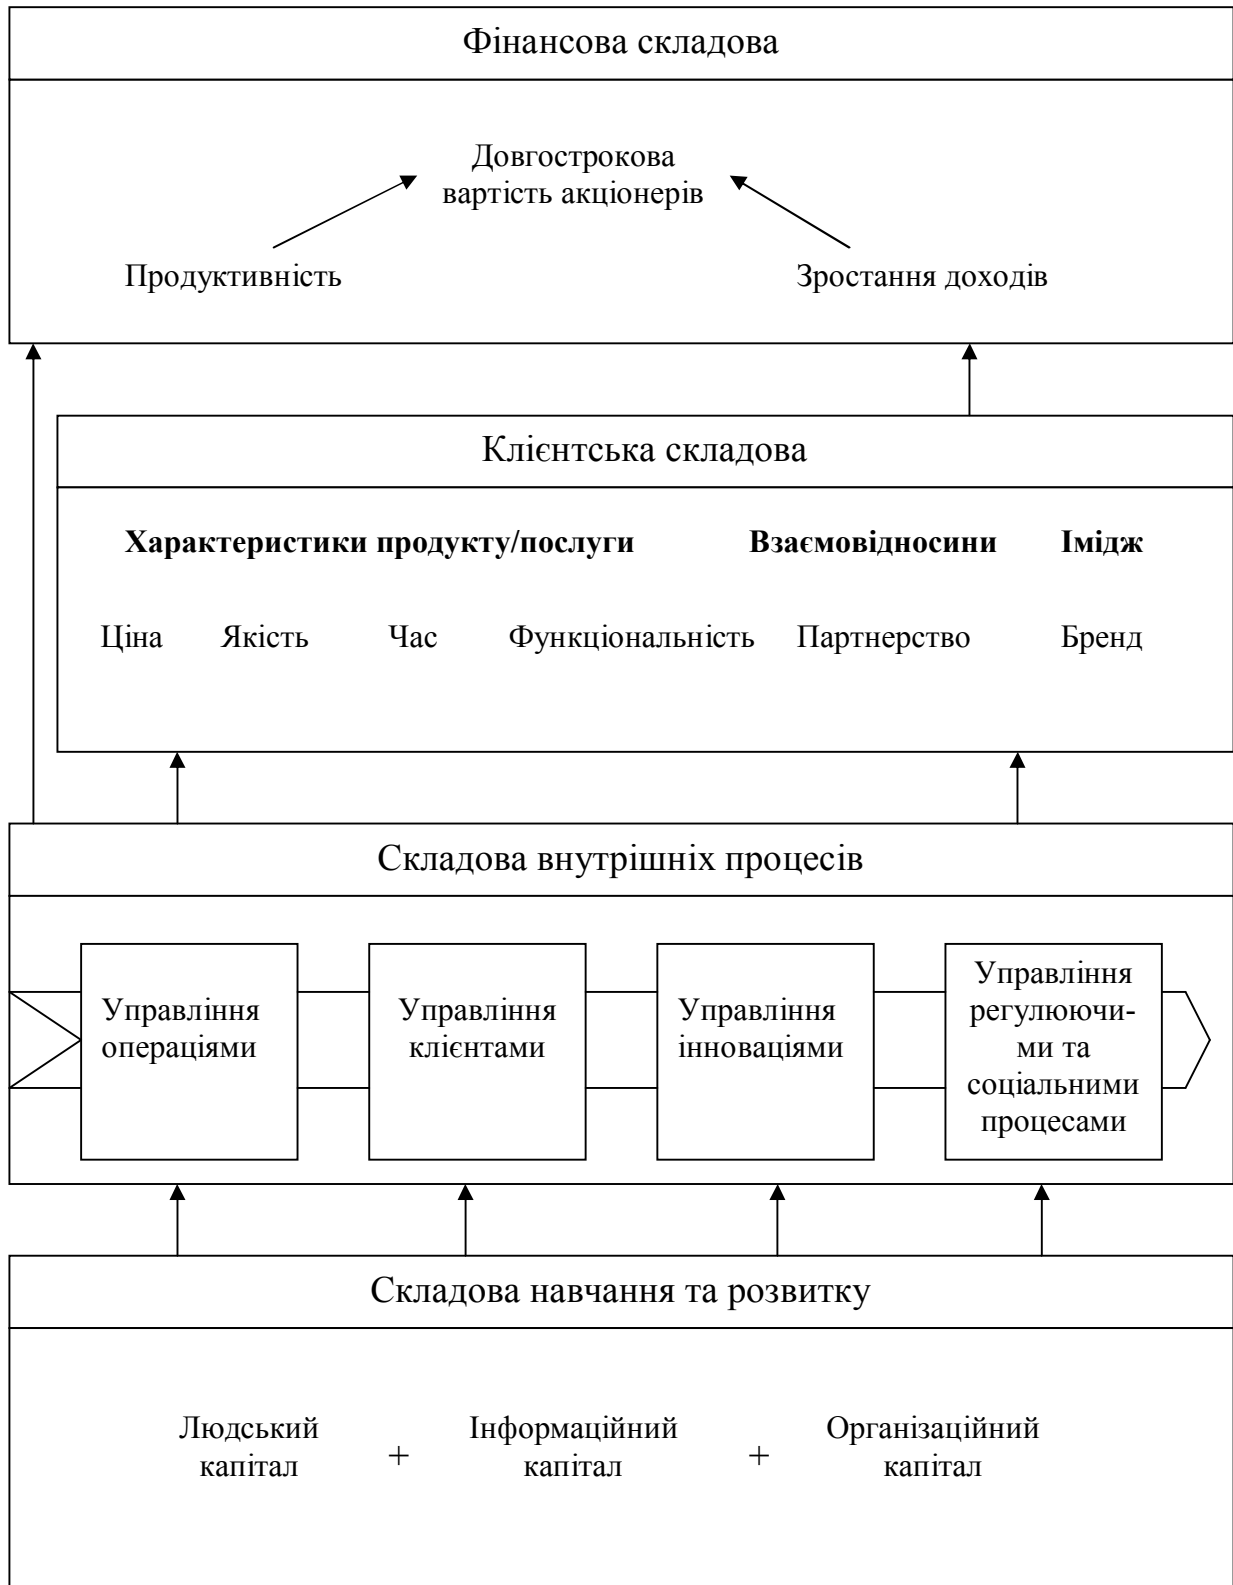 Фінансова складова
Довгострокова
вартість акціонерів
Продуктивність
Зростання доходів
Клієнтська складова
Характеристики продукту/послуги
Взаємовідносини
Імідж
Ціна
Якість
Час
Функціональність
Партнерство
Бренд
Складова внутрішніх процесів
Управління
операціями
Управління
клієнтами
Управління
інноваціями
Управління
регулюючи-
ми та
соціальними
процесами
Складова навчання та розвитку
Людський
капітал
+
Інформаційний
капітал
+
Організаційний
капітал